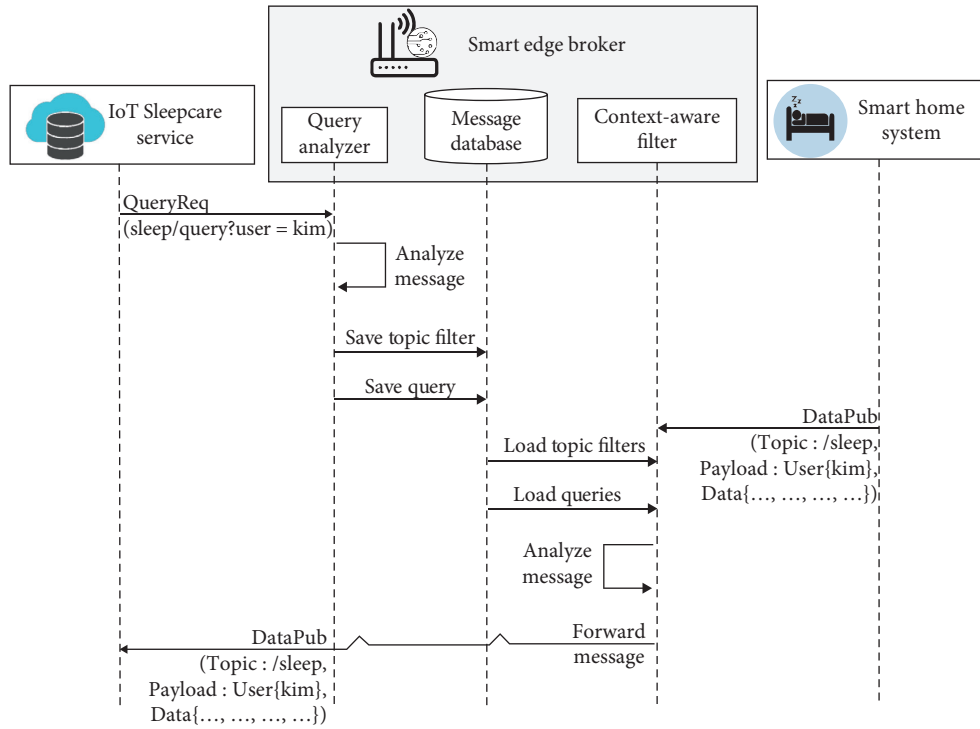 Smart edge broker
IoT Sleepcare
service
Query
analyzer
Message
database
Context-aware
filter
z z
z
Smart home
system
QueryReq
(sleep/query?user = kim)
Analyze
message
Save topic filter
Save query
DataPub
(Topic : /sleep,
Payload : User{kim},
Data{…, …, …, …})
Load topic filters
Load queries
Analyze
message
Forward
message
DataPub
(Topic : /sleep,
Payload : User{kim},
Data{…, …, …, …})